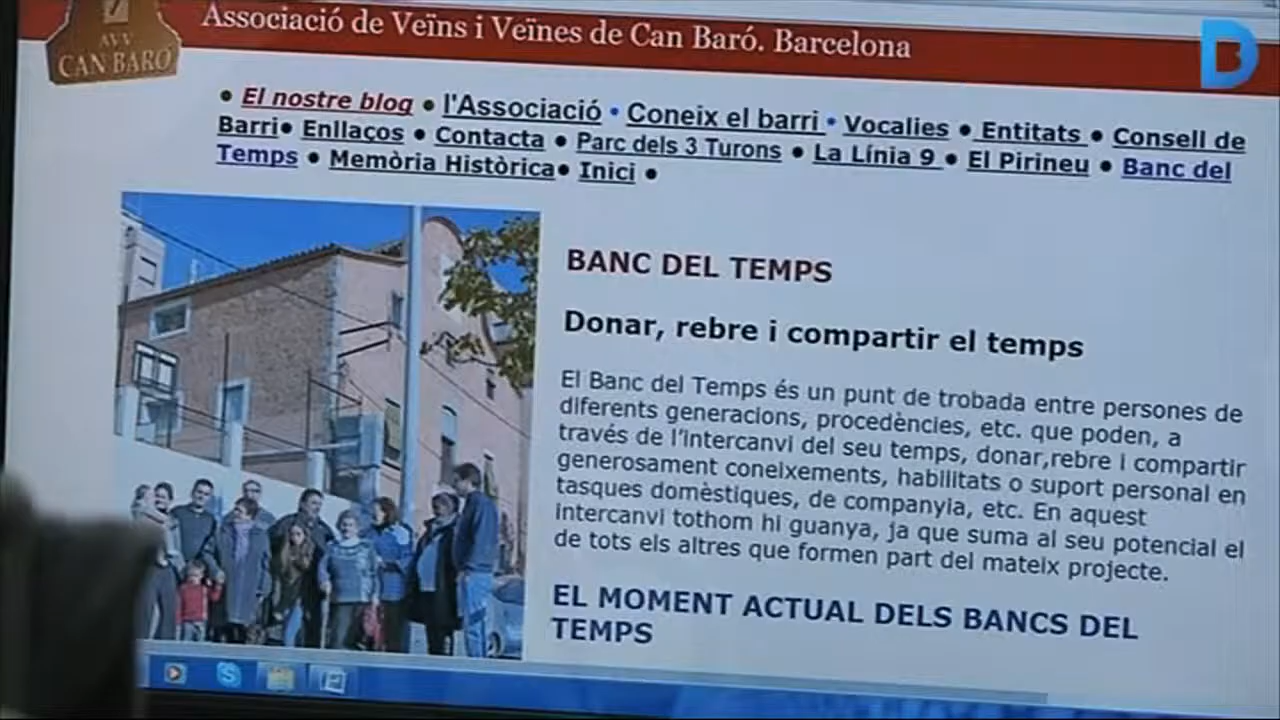 Associació de Veïns i Veïnes de Can Baró. Barcelona
AVV
CAN BARÓ
• El nostre blog • l'Associació • Coneix el barri • Vocalies • Entitats • Consell de
Barri• Enllaços • Contacta • Parc dels 3 Turons • La Línia 9 • El Pirineu • Banc del
Temps • Memòria Històrica• Inici •
BANC DEL TEMPS
Donar, rebre i compartir el temps
El Banc del Temps és un punt de trobada entre persones de
diferents generacions, procedències, etc. que poden, a
través de l'intercanvi del seu temps, donar,rebre i compartir
generosament coneixements, habilitats o suport personal en
tasques domèstiques, de companyia, etc. En aquest
intercanvi tothom hi guanya, ja que suma al seu potencial el
de tots els altres que formen part del mateix projecte.
EL MOMENT ACTUAL DELS BANCS DEL
TEMPS